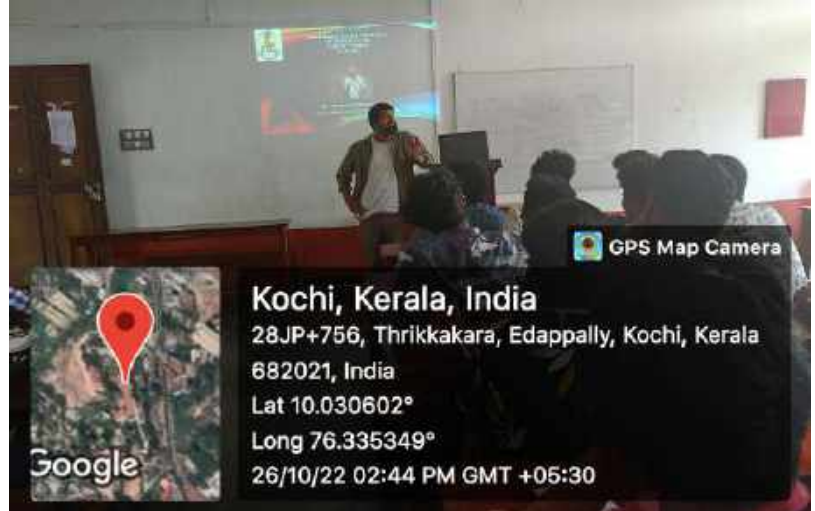 GPS Map Camera
Kochi, Kerala, India
28JP+756, Thrikkakara, Edappally, Kochi, Kerala
682021, India
Lat 10.030602°
Long 76.335349°
26/10/22 02:44 PM GMT +05:30
Google